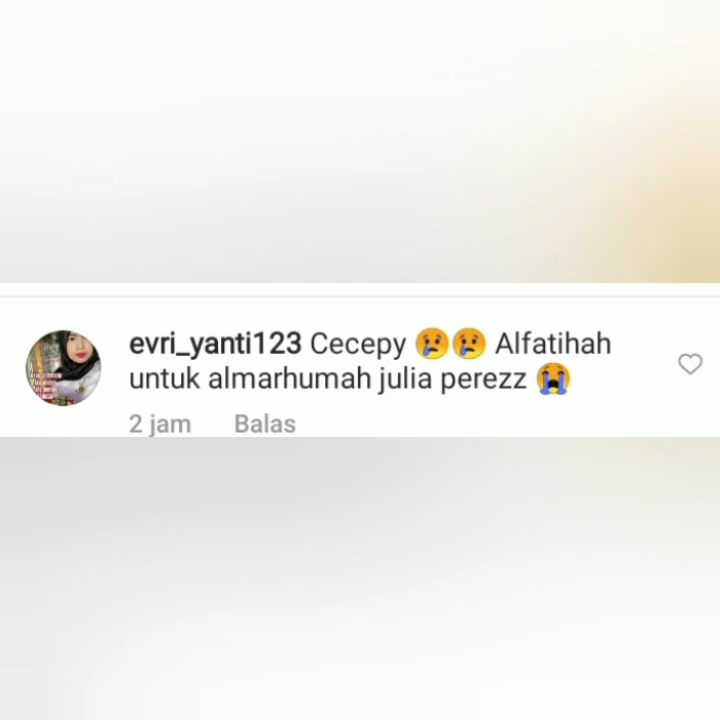 evri_yanti123 Cecepy 😢😢 Alfatihah
untuk almarhumah julia perezz 😭
2 jam Balas